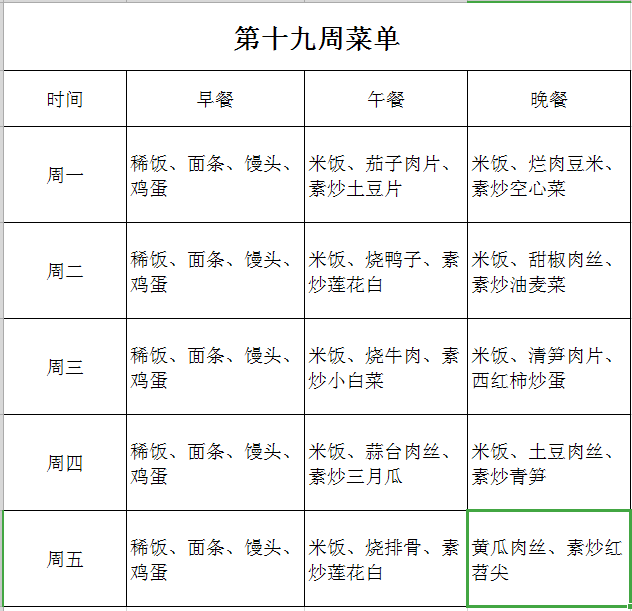 第十九周菜单
时间
早餐
午餐
晚餐
周一
稀饭、面条、馒头、
鸡蛋
米饭、茄子肉片、
素炒土豆片
米饭、烂肉豆米、
素炒空心菜
周二
稀饭、面条、馒头、
鸡蛋
米饭、烧鸭子、素
炒莲花白
米饭、甜椒肉丝、
素炒油麦菜
周三
稀饭、面条、馒头、
鸡蛋
米饭、烧牛肉、素
炒小白菜
米饭、清笋肉片、
西红柿炒蛋
周四
稀饭、面条、馒头、
鸡蛋
米饭、蒜台肉丝、
素炒三月瓜
米饭、土豆肉丝、
素炒青笋
周五
稀饭、面条、馒头、
鸡蛋
米饭、烧排骨、素
炒莲花白
黄瓜肉丝、素炒红
苕尖